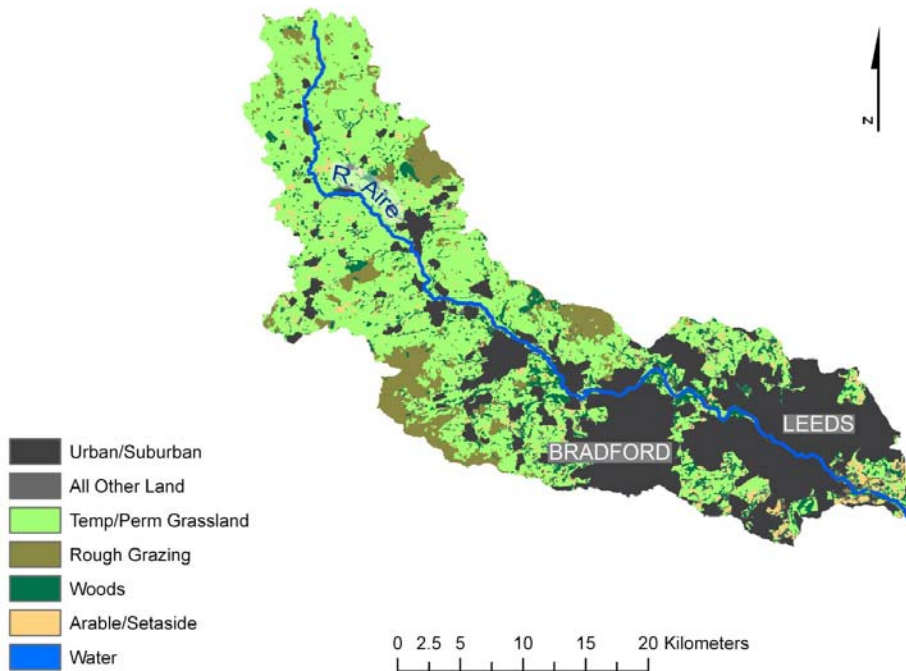 N
R. Aire
LEEDS
BRADFORD
Urban/Suburban
All Other Land
Temp/Perm Grassland
Rough Grazing
Woods
Arable/Setaside
Water
0 2.5 5 10 15 20 Kilometers